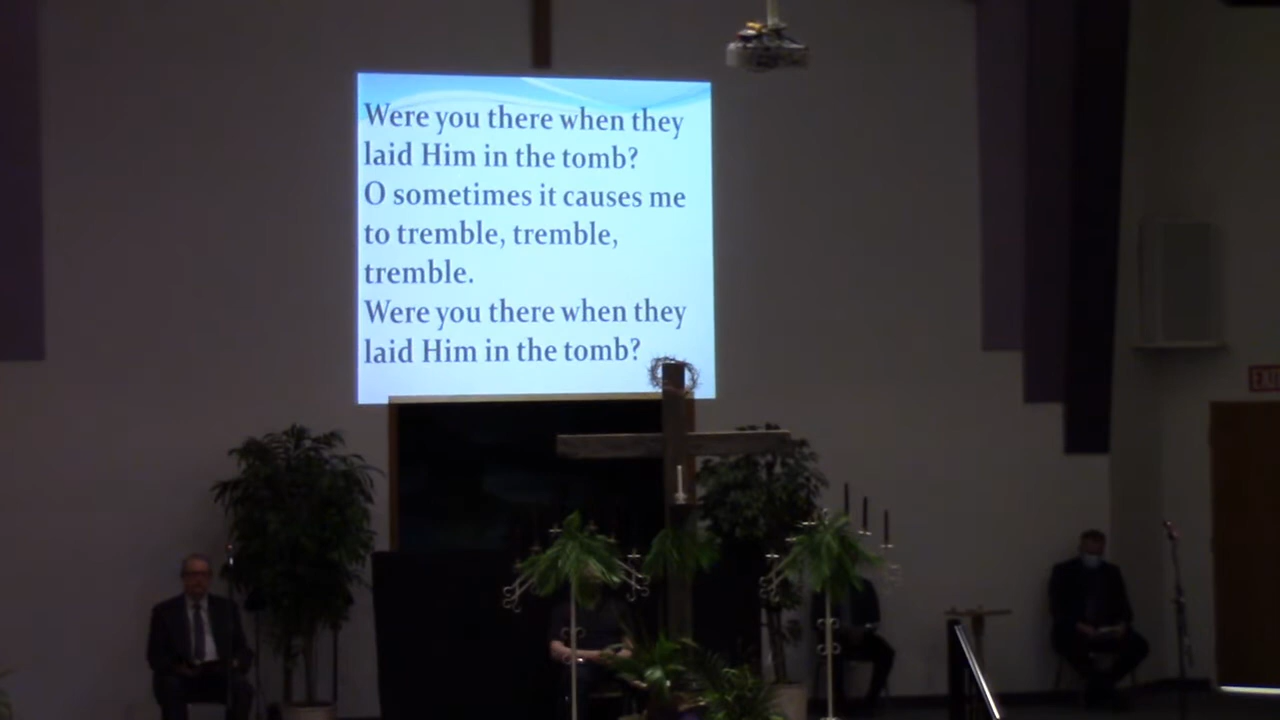 Were you there when they
laid Him in the tomb?
O sometimes it causes me
to tremble, tremble,
tremble.
Were you there when they
laid Him in the tomb?